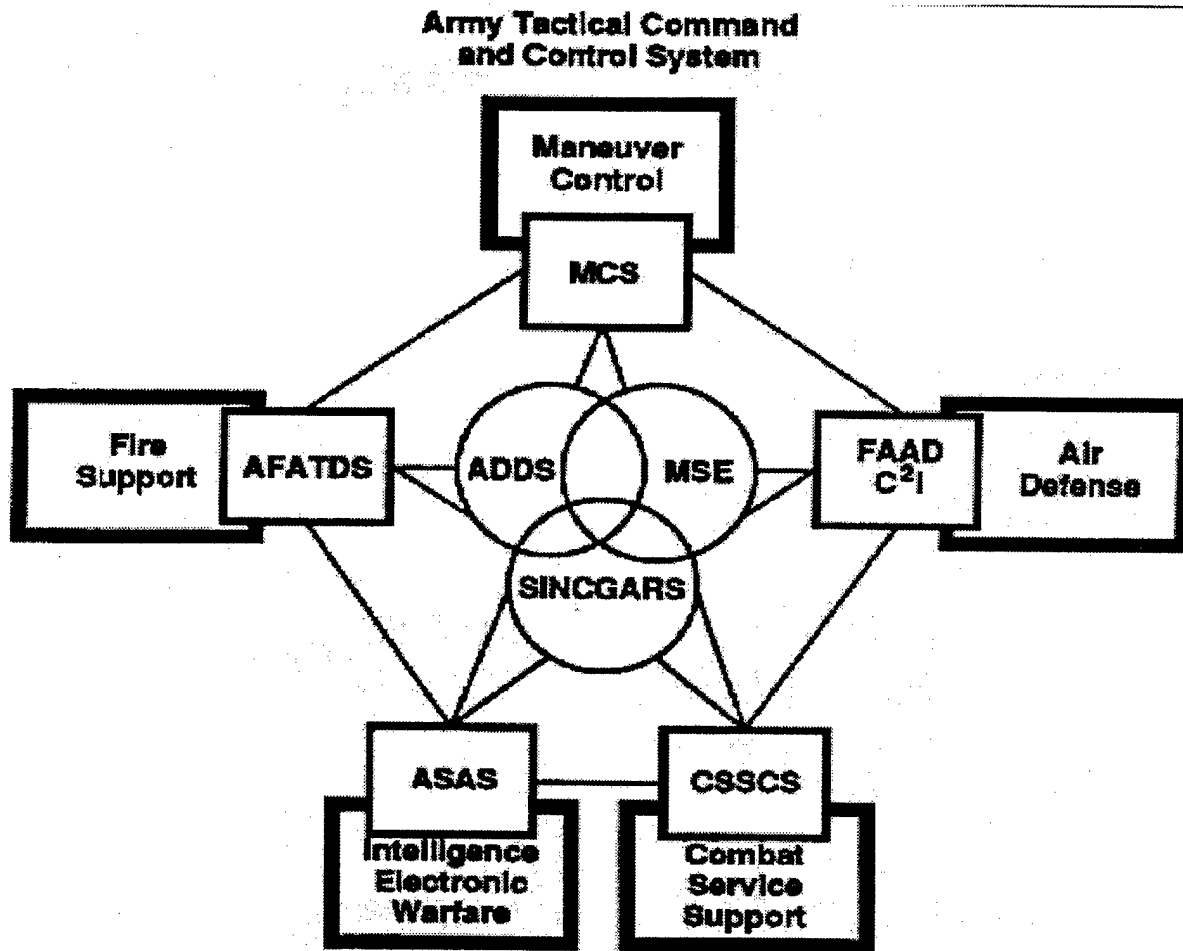 Army Tactical Command
and Control System
Maneuver
Control
MCS
Fire
Support
AFATDS
ADDS
MSE
FAAD
C²I
Air
Defense
SINCGARS
ASAS
CSSCS
Intelligence
Electronic
Warfare
Combat
Service
Support